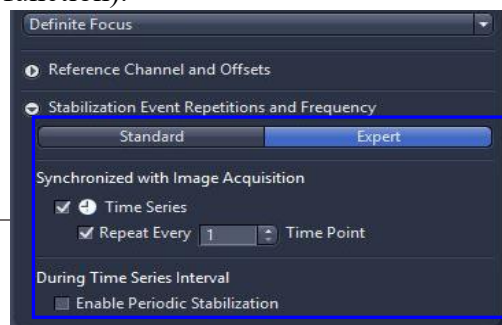 Definite Focus
Reference Channel and Offsets
Stabilization Event Repetitions and Frequency
Standard Expert
Synchronized with Image Acquisition
Time Series
Repeat Every 1 Time Point
During Time Series Interval
Enable Periodic Stabilization